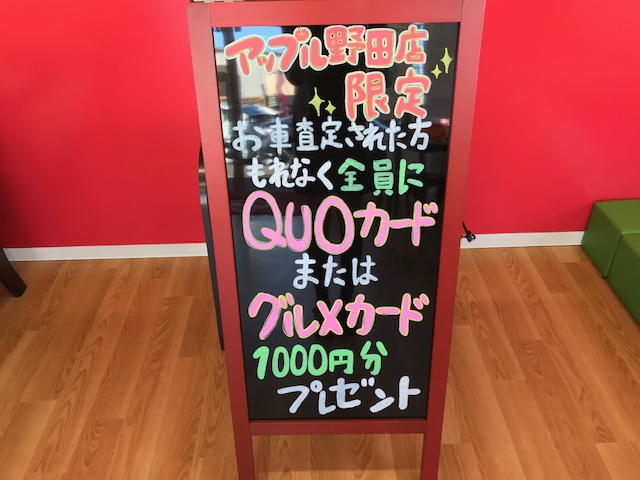 アップル野田店
限定
お車査定された方
もれなく全員に
QUOカード
または
グルメカード
1000円分
プレゼント